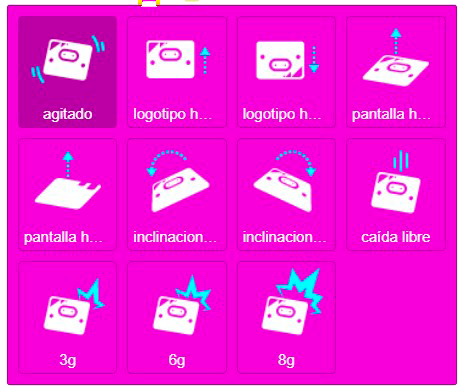 agitado
logotipo h...
logotipo h...
pantalla h...
pantalla h...
inclinacion...
inclinacion...
caída libre
3g
6g
8g